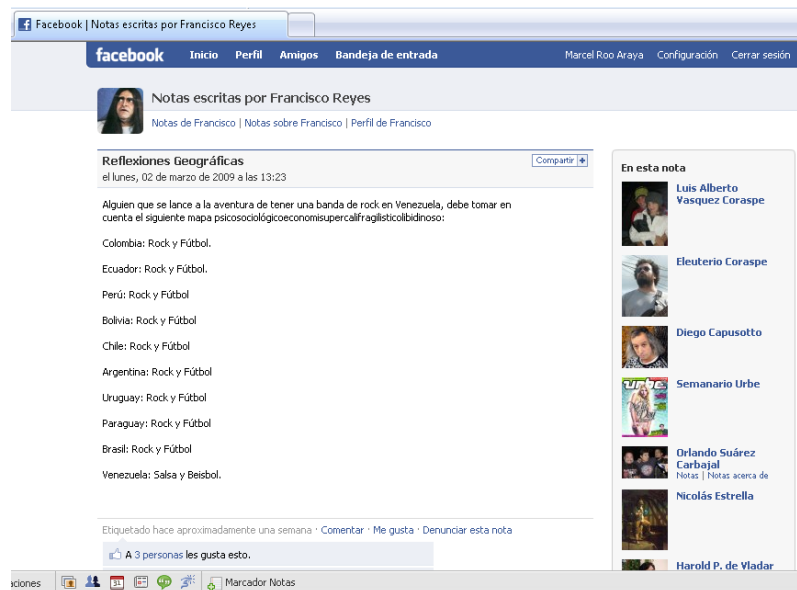 Facebook | Notas escritas por Francisco Reyes
facebook Inicio Perfil Amigos Bandeja de entrada Marcel Roo Araya Configuración Cerrar sesión
Notas escritas por Francisco Reyes
Notas de Francisco | Notas sobre Francisco | Perfil de Francisco
Reflexiones Geográficas
Compartir +
el lunes, 02 de marzo de 2009 a las 13:23
Alguien que se lance a la aventura de tener una banda de rock en Venezuela, debe tomar en
cuenta el siguiente mapa psicosociológicoeconomisupercalifragilisticolibidinoso:
Colombia: Rock y Fútbol.
Ecuador: Rock y Fútbol.
Perú: Rock y Fútbol
Bolivia: Rock y Fútbol
Chile: Rock y Fútbol
Argentina: Rock y Fútbol
Uruguay: Rock y Fútbol
Paraguay: Rock y Fútbol
Brasil: Rock y Fútbol
Venezuela: Salsa y Beisbol.
Etiquetado hace aproximadamente una semana · Comentar · Me gusta · Denunciar esta nota
A 3 personas les gusta esto.
En esta nota
Luis Alberto
Vasquez Coraspe
Eleuterio Coraspe
Diego Capusotto
Semanario Urbe
urbe
Orlando Suárez
Carbajal
Notas | Notas acerca de
Nicolás Estrella
Harold P. de Vladar
aciones 31 Marcador Notas